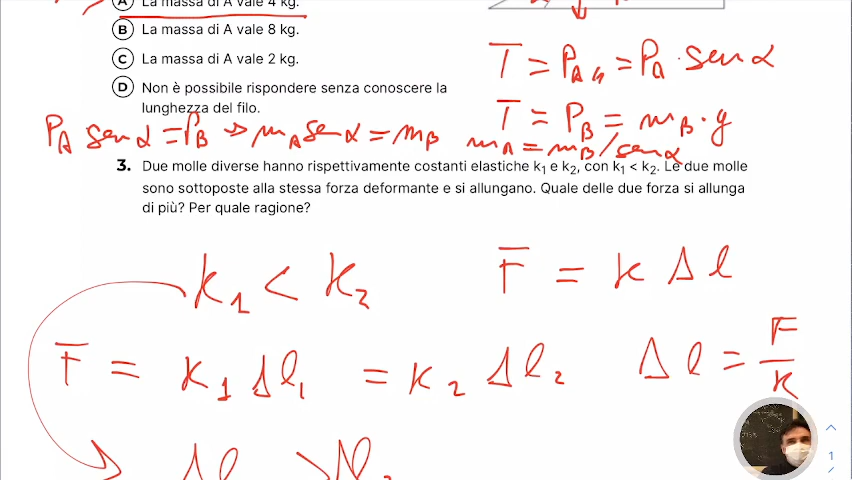 A La massa di A vale 4 kg.
B La massa di A vale 8 kg.
C La massa di A vale 2 kg.
D Non è possibile rispondere senza conoscere la
lunghezza del filo.
T = P_A// = P_A · sen α
T = P_B = m_B · g
P_A sen α = P_B → m_A sen α = m_B
m_A = m_B / sen α
3. Due molle diverse hanno rispettivamente costanti elastiche k₁ e k₂, con k₁ < k₂. Le due molle
sono sottoposte alla stessa forza deformante e si allungano. Quale delle due forza si allunga
di più? Per quale ragione?
k₁ < k₂
F = k Δl
F = k₁ Δl₁ = k₂ Δl₂
Δl = F/k
1